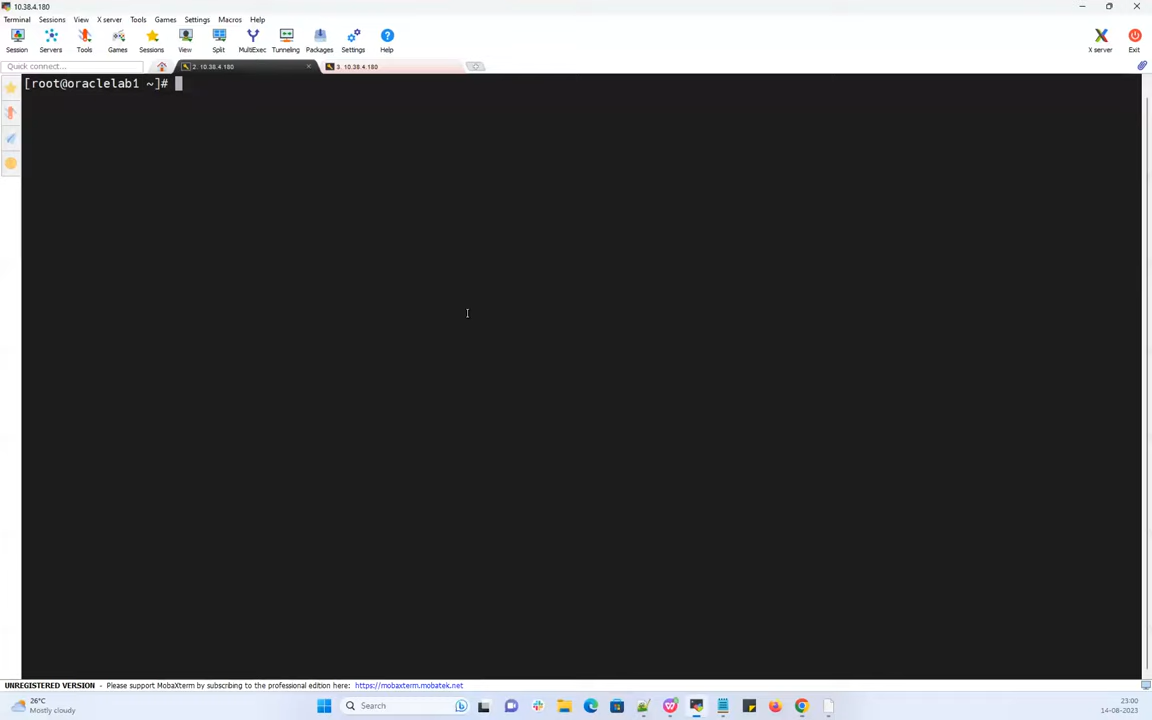 10.38.4.180
Terminal Sessions View X server Tools Games Settings Macros Help
Session Servers Tools Games Sessions View Split MultiExec Tunneling Packages Settings Help X server Exit
Quick connect... 2. 10.38.4.180 3. 10.38.4.180
[root@oraclelab1 ~]#
UNREGISTERED VERSION - Please support MobaXterm by subscribing to the professional edition here: https://mobaxterm.mobatek.net
26°C
Mostly cloudy
Search
23:00
14-08-2023